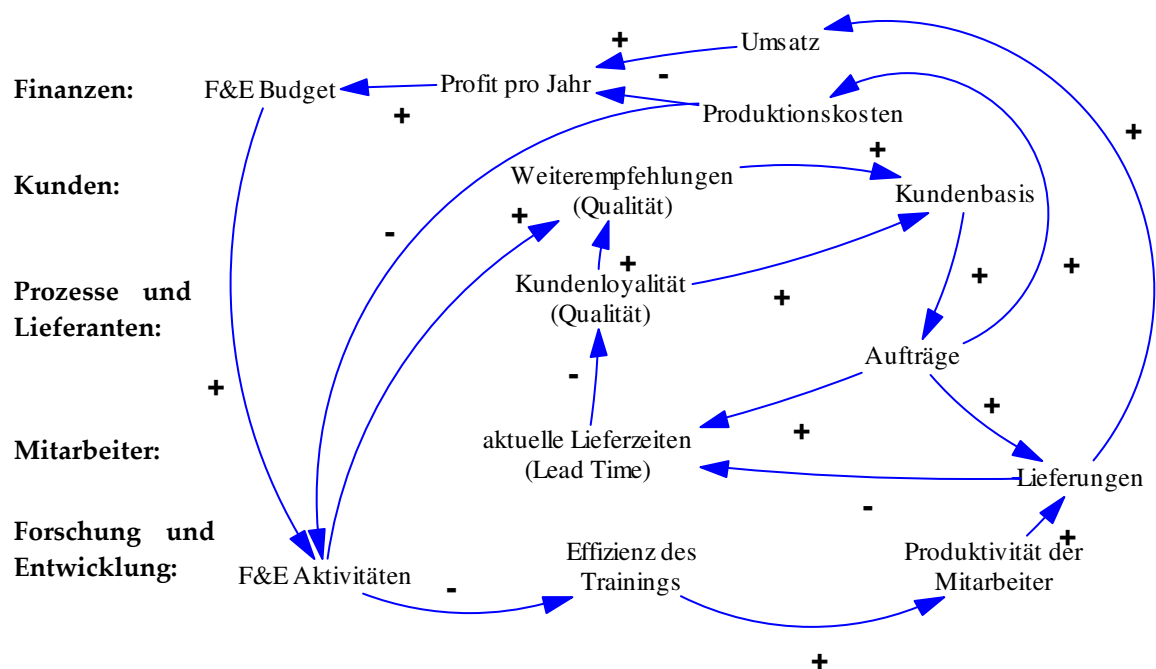 +
Umsatz
Finanzen:
F&E Budget
Profit pro Jahr
-
+
Produktionskosten
+
+
Kunden:
Weiterempfehlungen
(Qualität)
Kundenbasis
+
-
+
Prozesse und
Lieferanten:
Kundenloyalität
(Qualität)
+
+
+
Aufträge
-
+
+
Mitarbeiter:
aktuelle Lieferzeiten
(Lead Time)
+
Lieferungen
-
Forschung und
Entwicklung:
F&E Aktivitäten
Effizienz des
Trainings
Produktivität der
Mitarbeiter
+
-
+